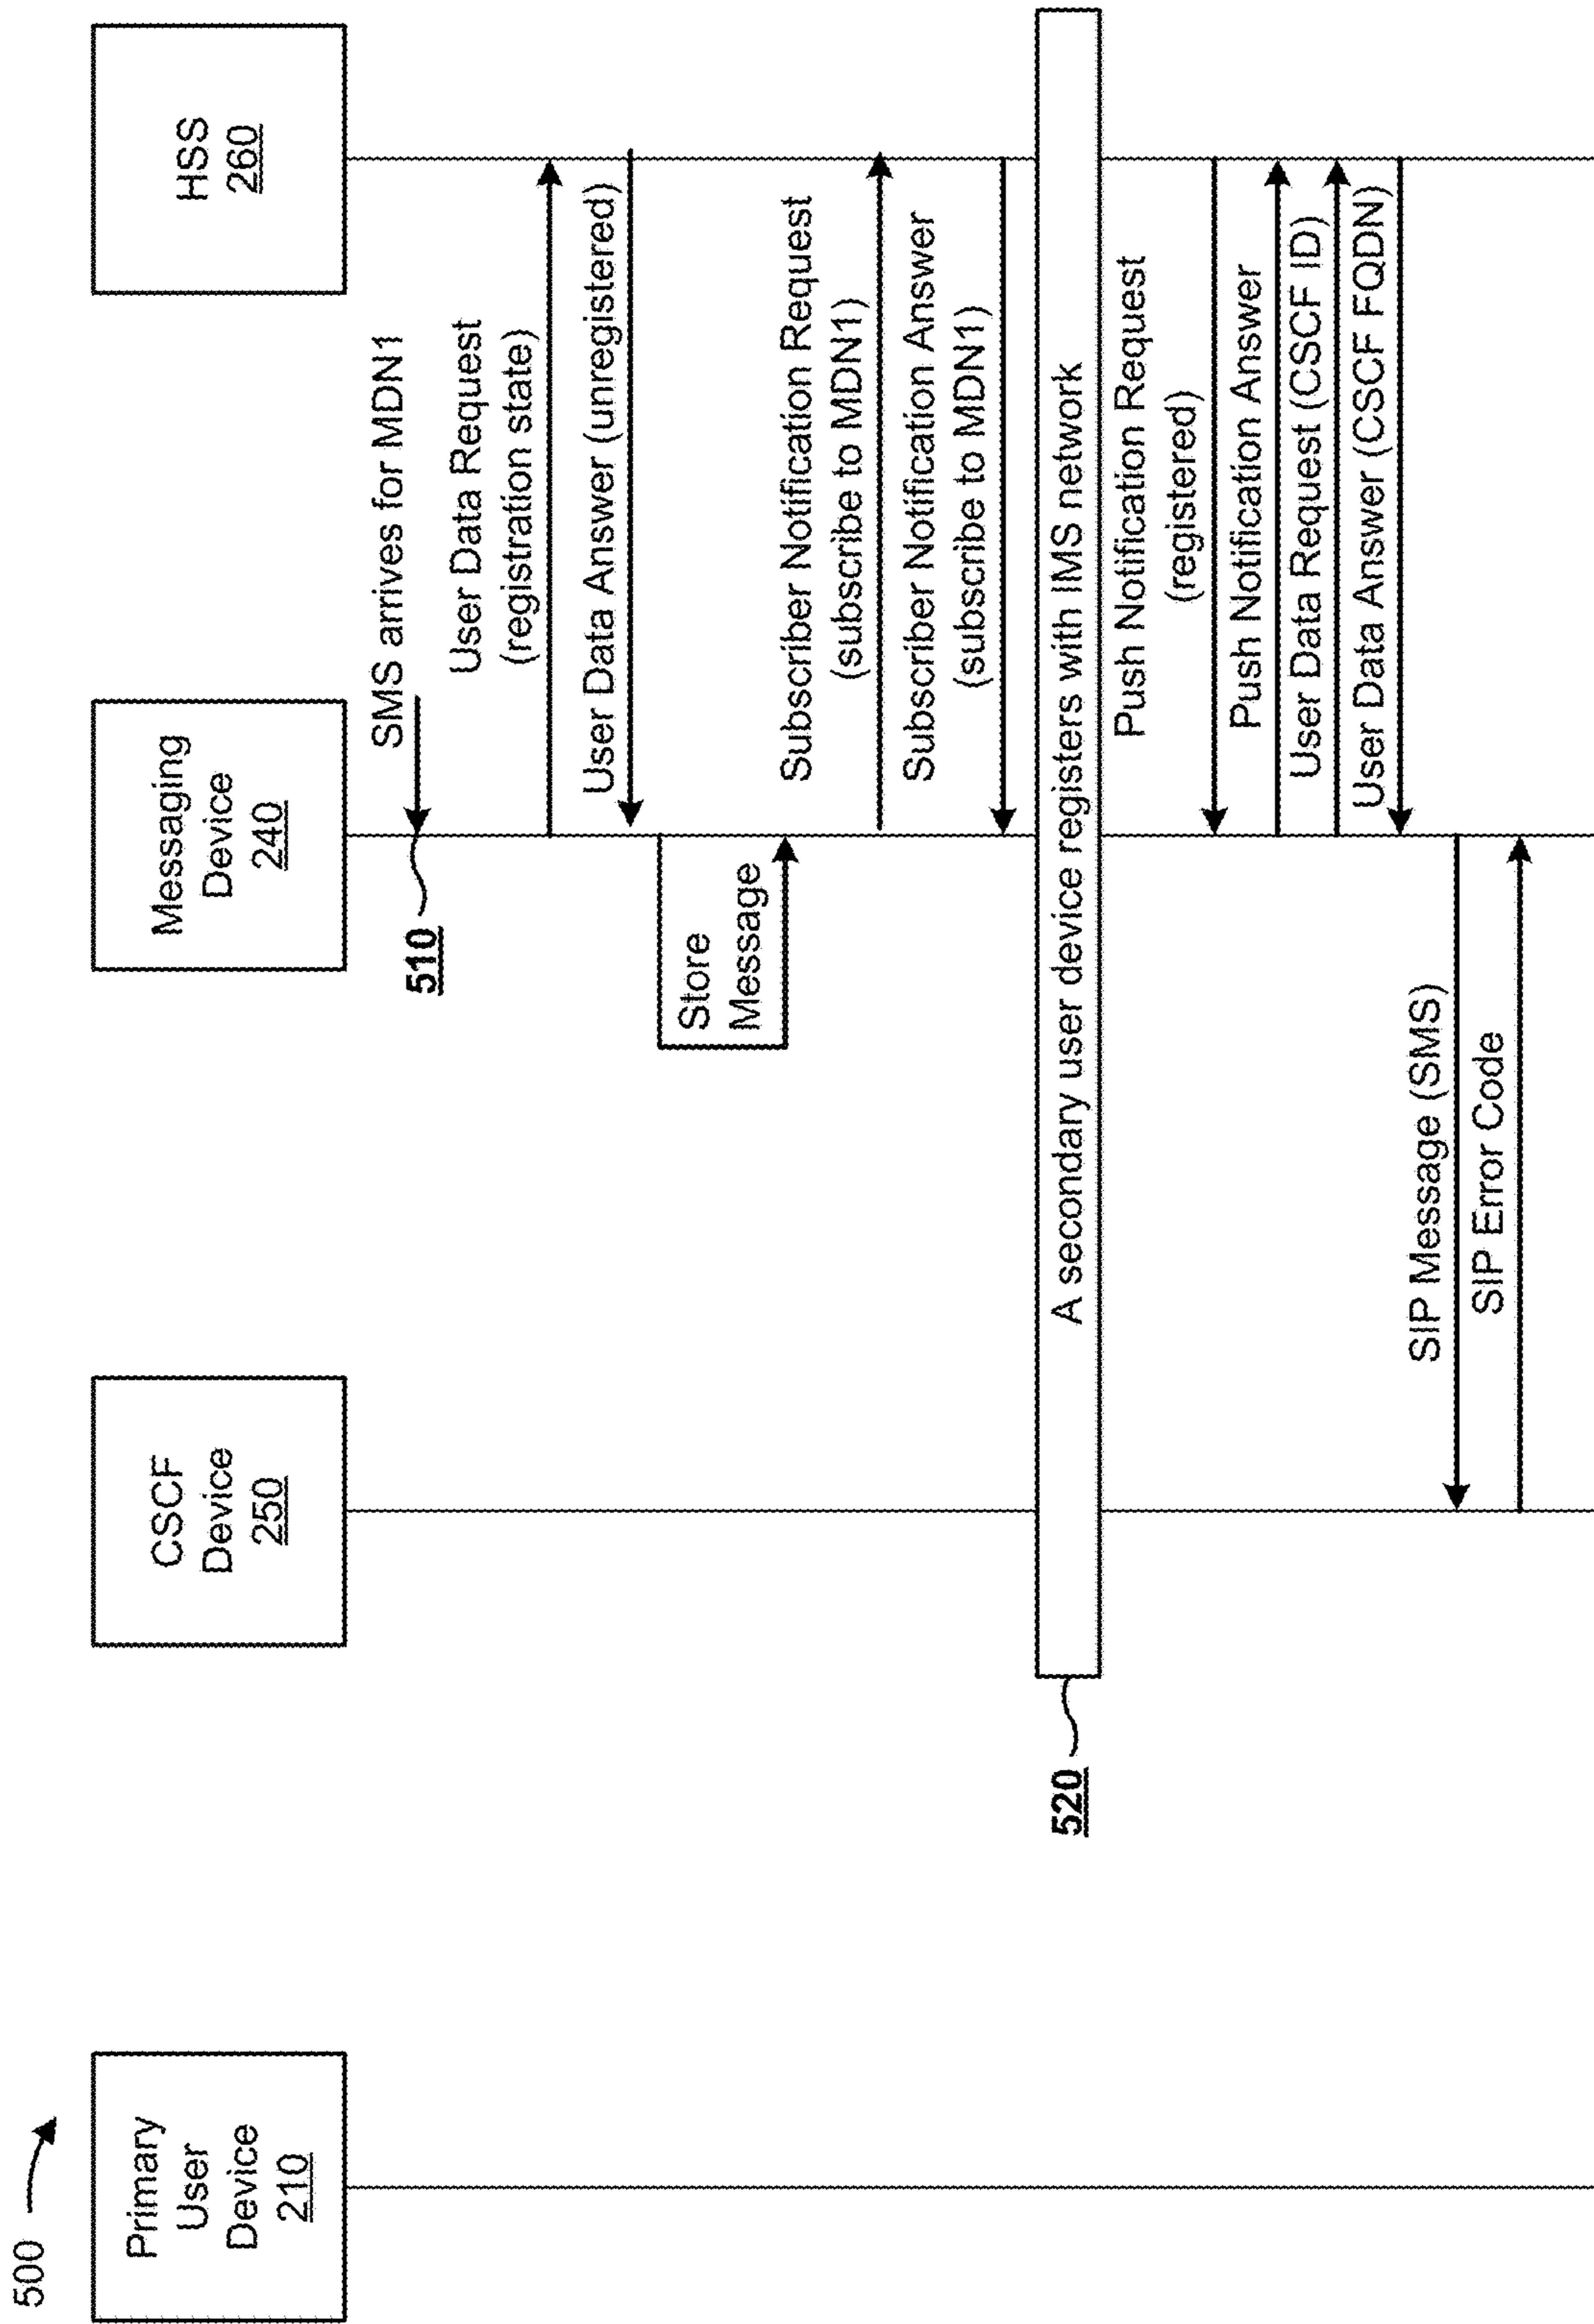 500
Primary
User
Device
210
CSCF
Device
250
Messaging
Device
240
HSS
260
SMS arrives for MDN1
510
User Data Request
(registration state)
User Data Answer (unregistered)
Store
Message
Subscriber Notification Request
(subscribe to MDN1)
Subscriber Notification Answer
(subscribe to MDN1)
A secondary user device registers with IMS network
520
Push Notification Request
(registered)
Push Notification Answer
User Data Request (CSCF ID)
User Data Answer (CSCF FQDN)
SIP Message (SMS)
SIP Error Code